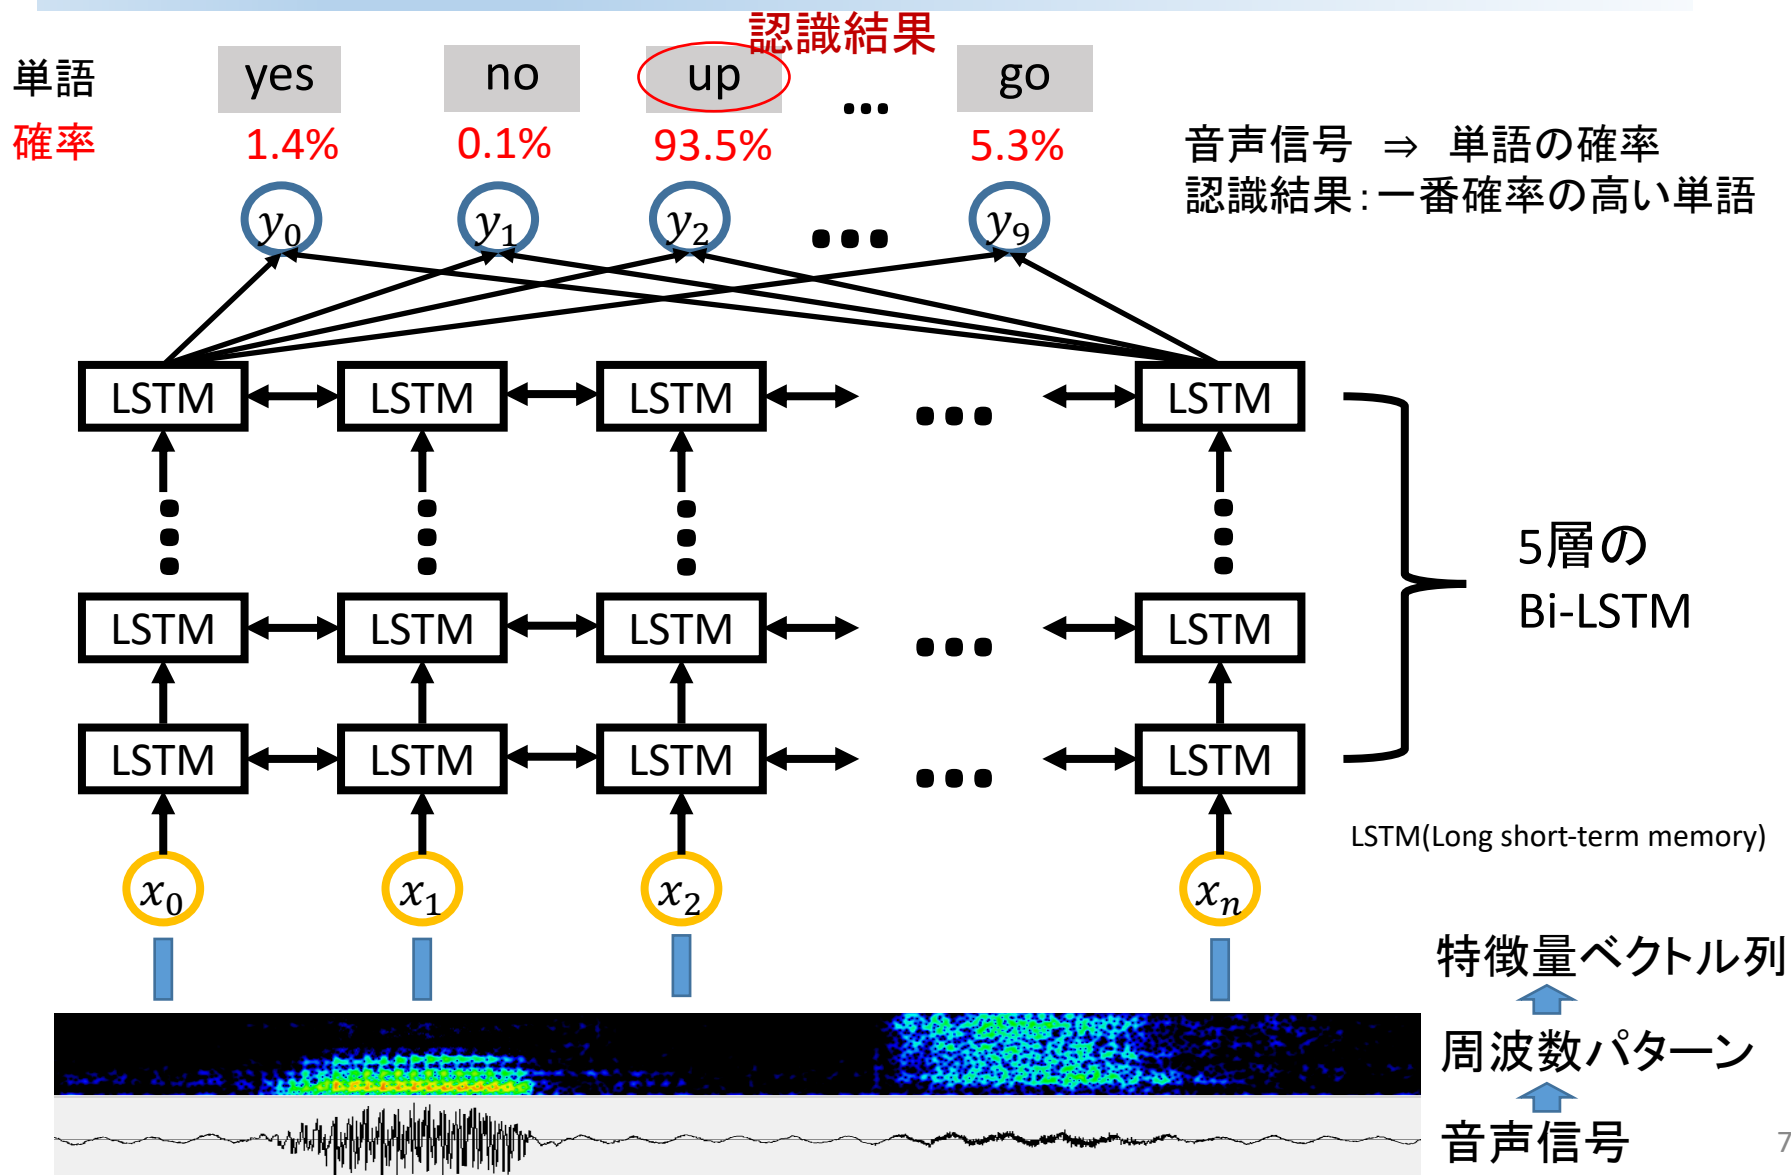 認識結果
単語 yes no up ... go
確率 1.4% 0.1% 93.5% 5.3%
音声信号 ⇒ 単語の確率
認識結果：一番確率の高い単語
y₀ y₁ y₂ ... y₉
LSTM LSTM LSTM ... LSTM
5層の
Bi-LSTM
LSTM LSTM LSTM ... LSTM
LSTM LSTM LSTM ... LSTM
LSTM(Long short-term memory)
x₀ x₁ x₂ xₙ
特徴量ベクトル列
周波数パターン
音声信号
7